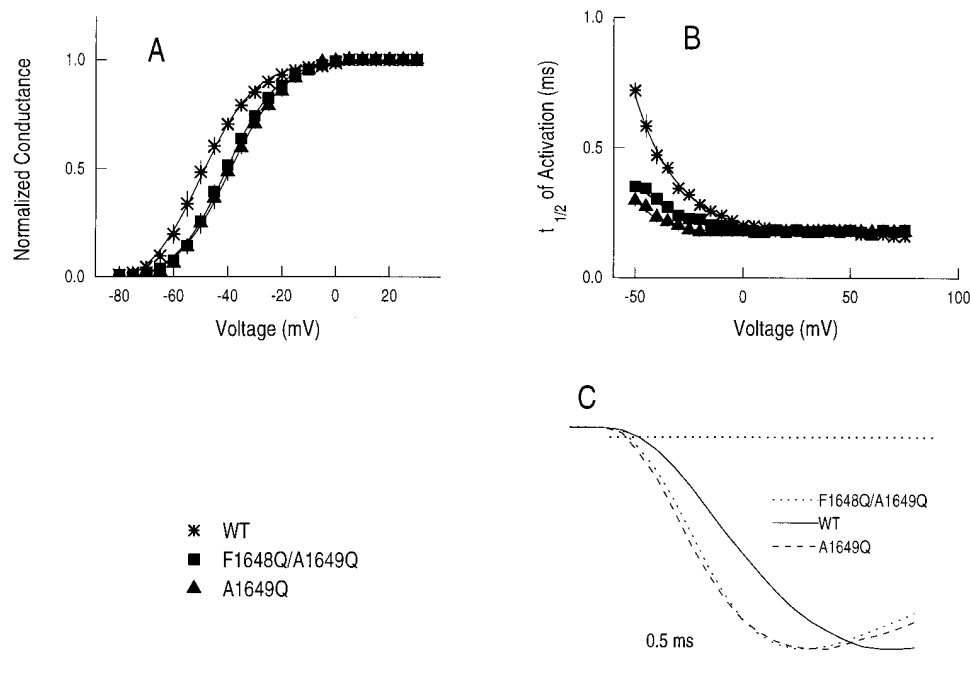 A
Normalized Conductance
1.0
0.5
0.0
-80
-60
-40
-20
0
20
Voltage (mV)
B
t1/2 of Activation (ms)
1.0
0.5
0.0
-50
0
50
100
Voltage (mV)
WT
F1648Q/A1649Q
A1649Q
C
F1648Q/A1649Q
WT
A1649Q
0.5 ms